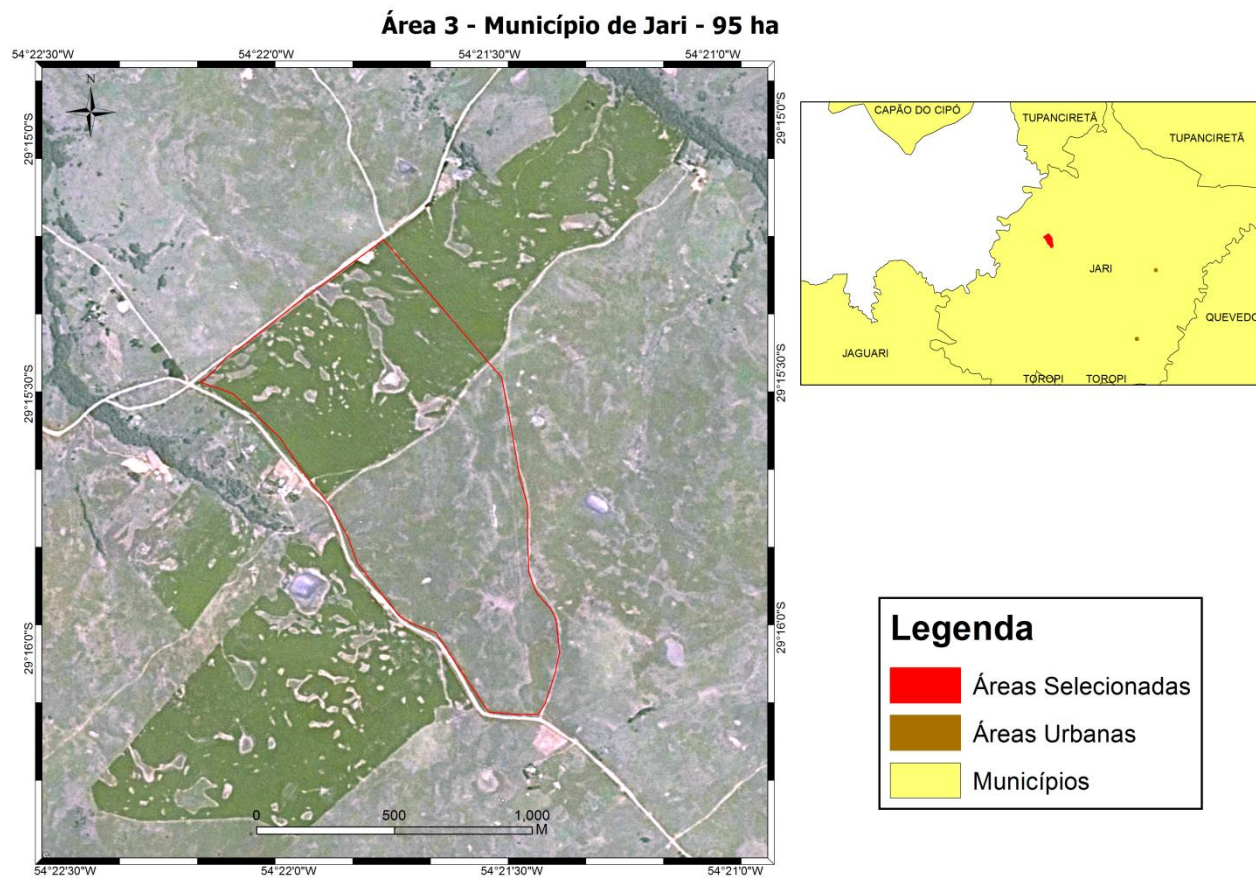 Área 3 - Município de Jari - 95 ha
54°22'30"W 54°22'0"W 54°21'30"W 54°21'0"W
N
29°15'0"S 29°15'0"S
29°15'30"S 29°15'30"S
29°16'0"S 29°16'0"S
0 500 1,000
M
54°22'30"W 54°22'0"W 54°21'30"W 54°21'0"W
CAPÃO DO CIPÓ
TUPANCIRETÃ
TUPANCIRETÃ
JARI
QUEVEDO
JAGUARI
TOROPI TOROPI
Legenda
Áreas Selecionadas
Áreas Urbanas
Municípios